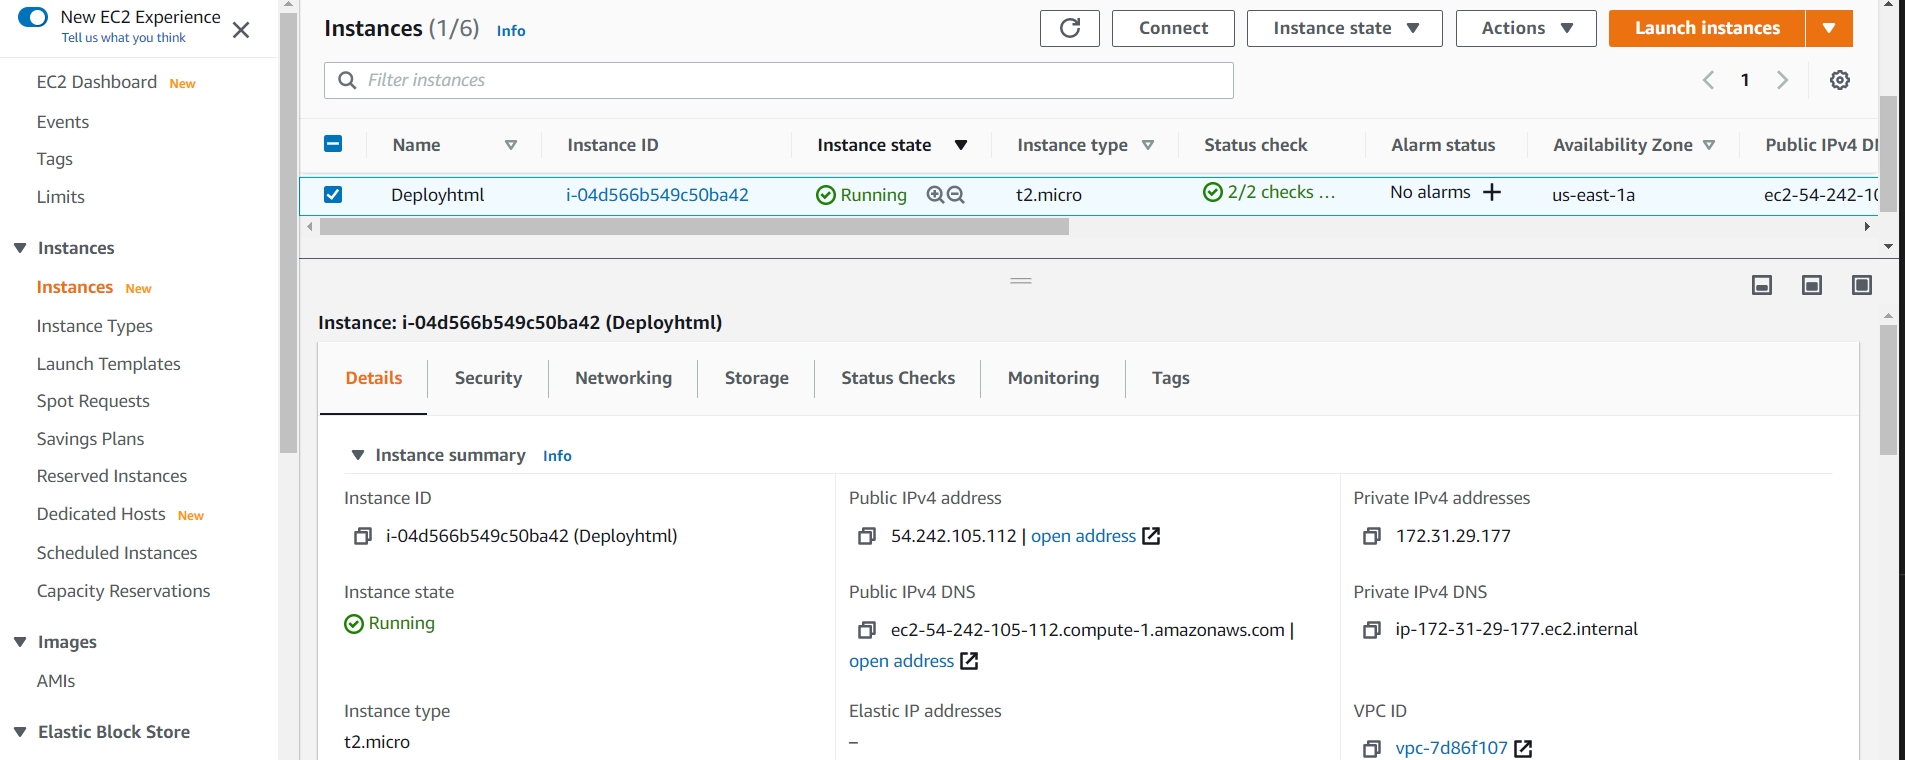 New EC2 Experience
Tell us what you think
EC2 Dashboard New
Events
Tags
Limits
Instances
Instances New
Instance Types
Launch Templates
Spot Requests
Savings Plans
Reserved Instances
Dedicated Hosts New
Scheduled Instances
Capacity Reservations
Images
AMIs
Elastic Block Store
Instances (1/6) Info
Connect
Instance state
Actions
Launch instances
Filter instances
1
Name Instance ID Instance state Instance type Status check Alarm status Availability Zone Public IPv4 D
Deployhtml i-04d566b549c50ba42 Running t2.micro 2/2 checks ... No alarms us-east-1a ec2-54-242-10
Instance: i-04d566b549c50ba42 (Deployhtml)
Details Security Networking Storage Status Checks Monitoring Tags
Instance summary Info
Instance ID
i-04d566b549c50ba42 (Deployhtml)
Public IPv4 address
54.242.105.112 | open address
Private IPv4 addresses
172.31.29.177
Instance state
Running
Public IPv4 DNS
ec2-54-242-105-112.compute-1.amazonaws.com |
open address
Private IPv4 DNS
ip-172-31-29-177.ec2.internal
Instance type
t2.micro
Elastic IP addresses
–
VPC ID
vpc-7d86f107